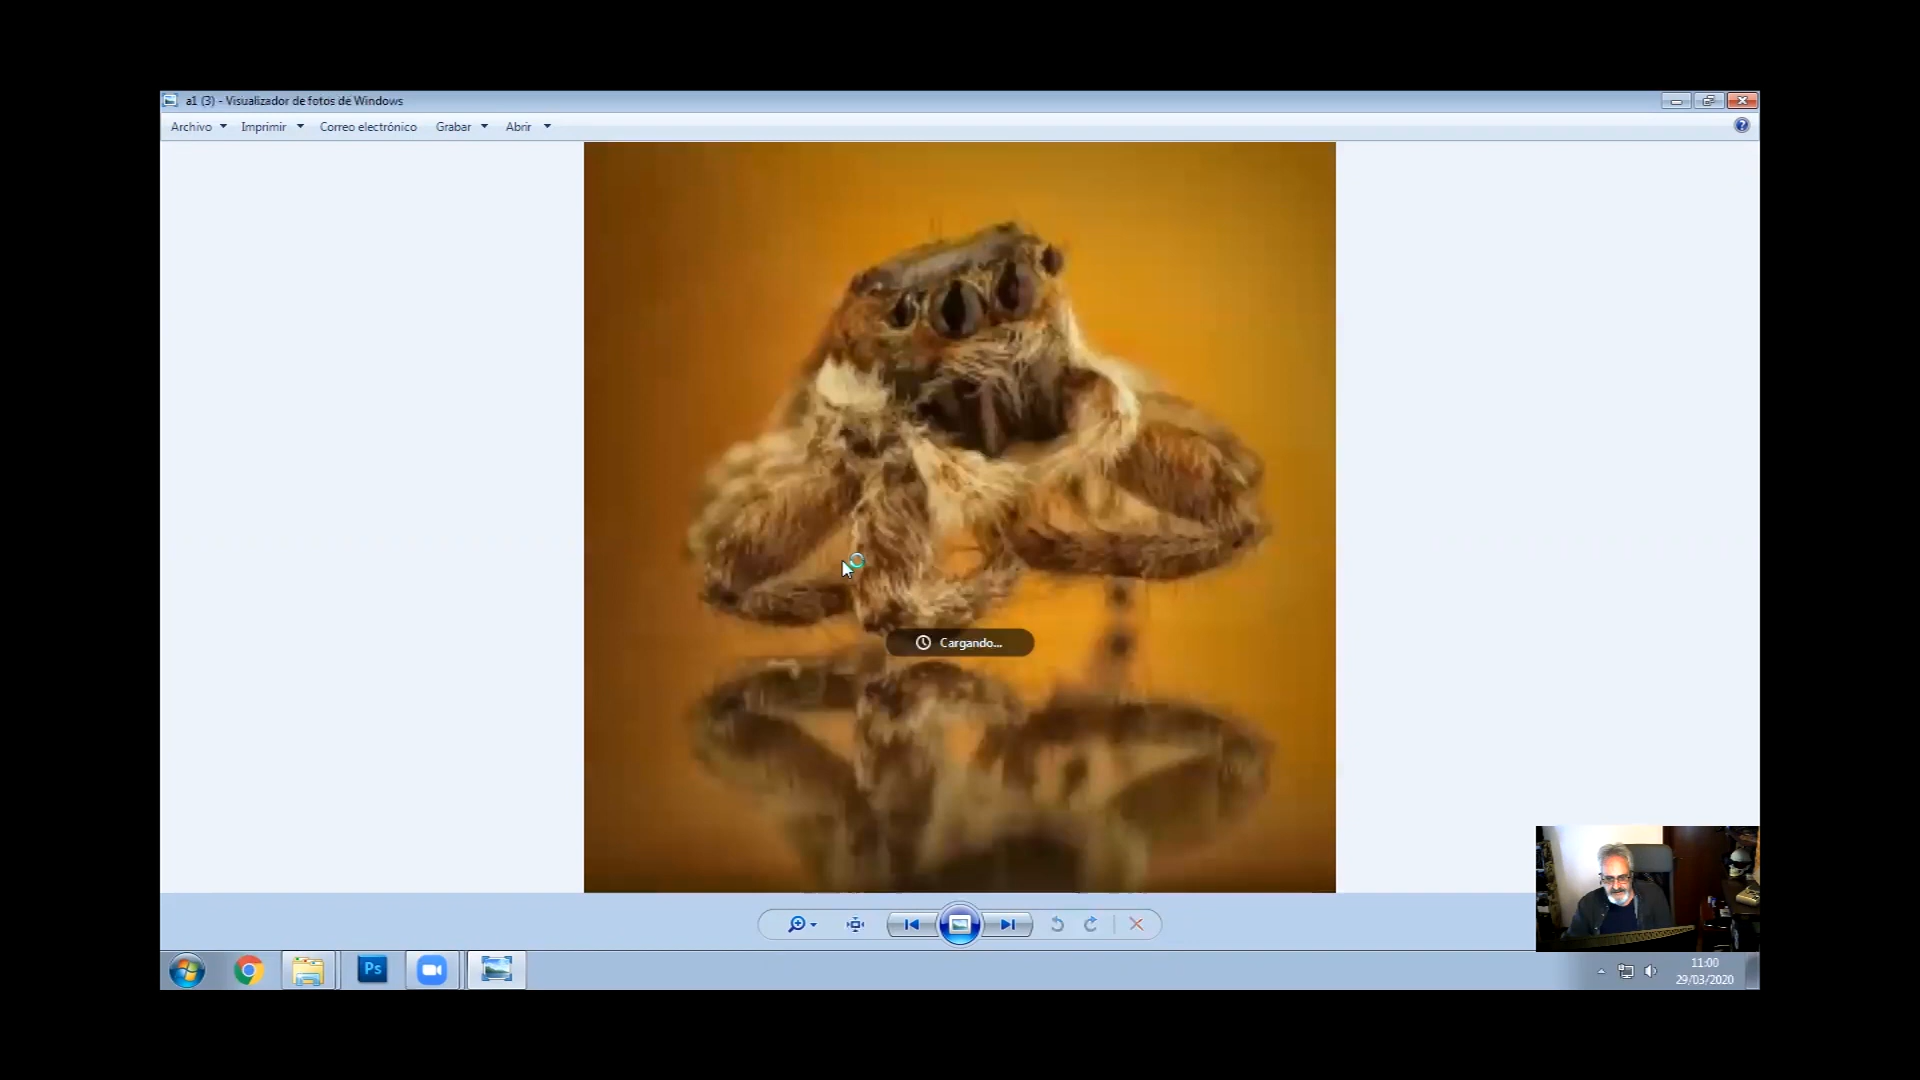 a1 (3) - Visualizador de fotos de Windows
Archivo Imprimir Correo electrónico Grabar Abrir
Cargando...
Ps
11:00
29/03/2020